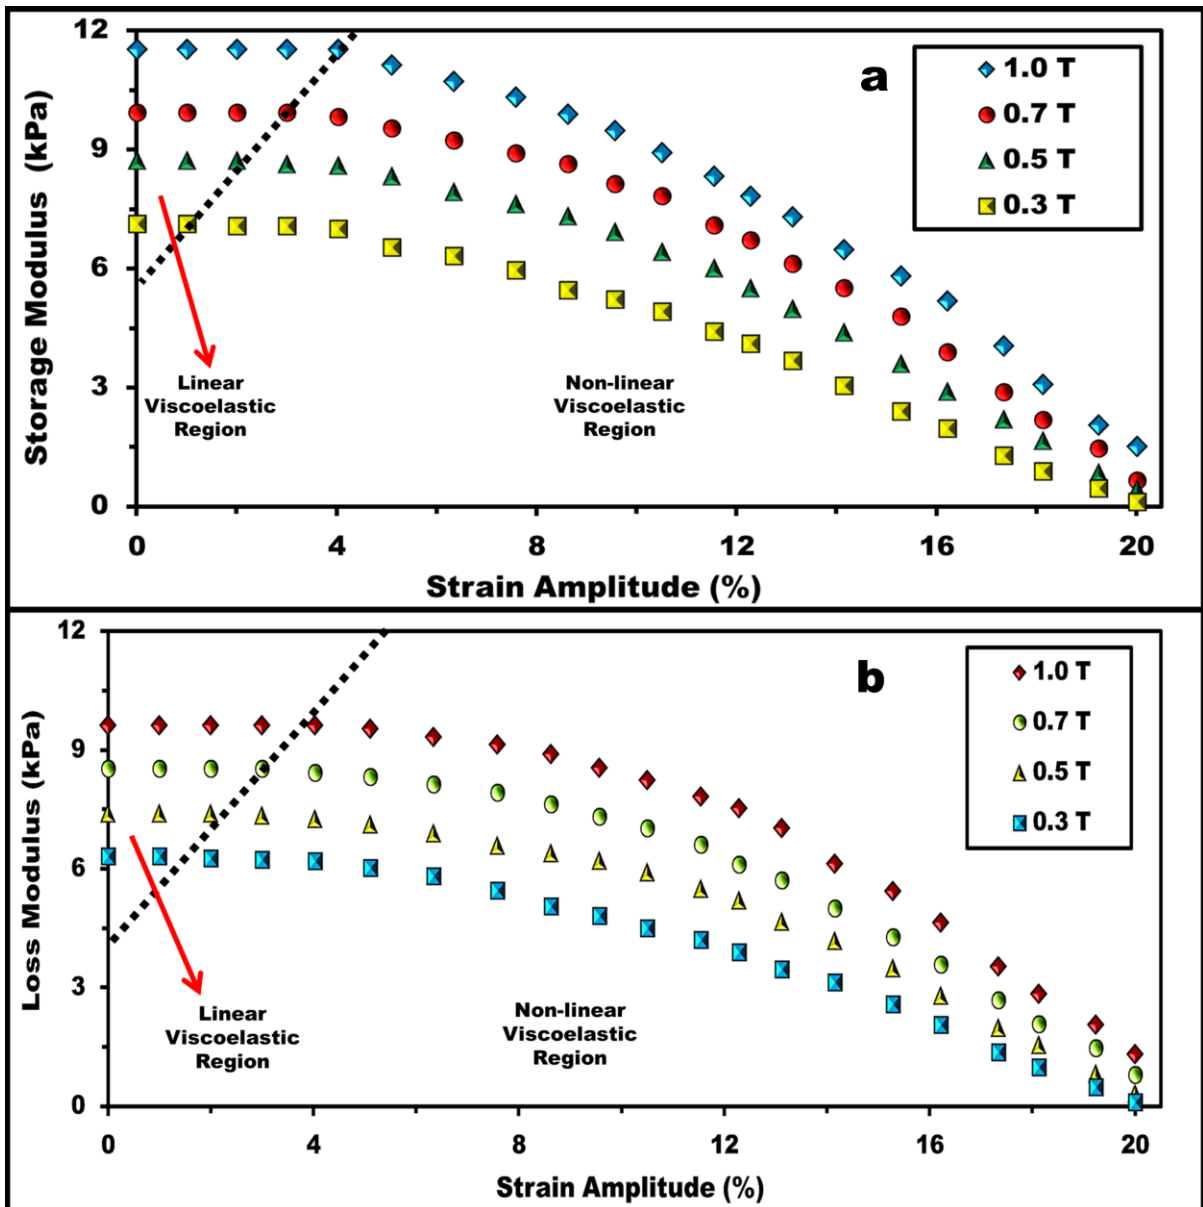 a
1.0 T
0.7 T
0.5 T
0.3 T
Storage Modulus (kPa)
12
9
6
3
0
Linear
Viscoelastic
Region
Non-linear
Viscoelastic
Region
0 4 8 12 16 20
Strain Amplitude (%)
b
1.0 T
0.7 T
0.5 T
0.3 T
Loss Modulus (kPa)
12
9
6
3
0
Linear
Viscoelastic
Region
Non-linear
Viscoelastic
Region
0 4 8 12 16 20
Strain Amplitude (%)